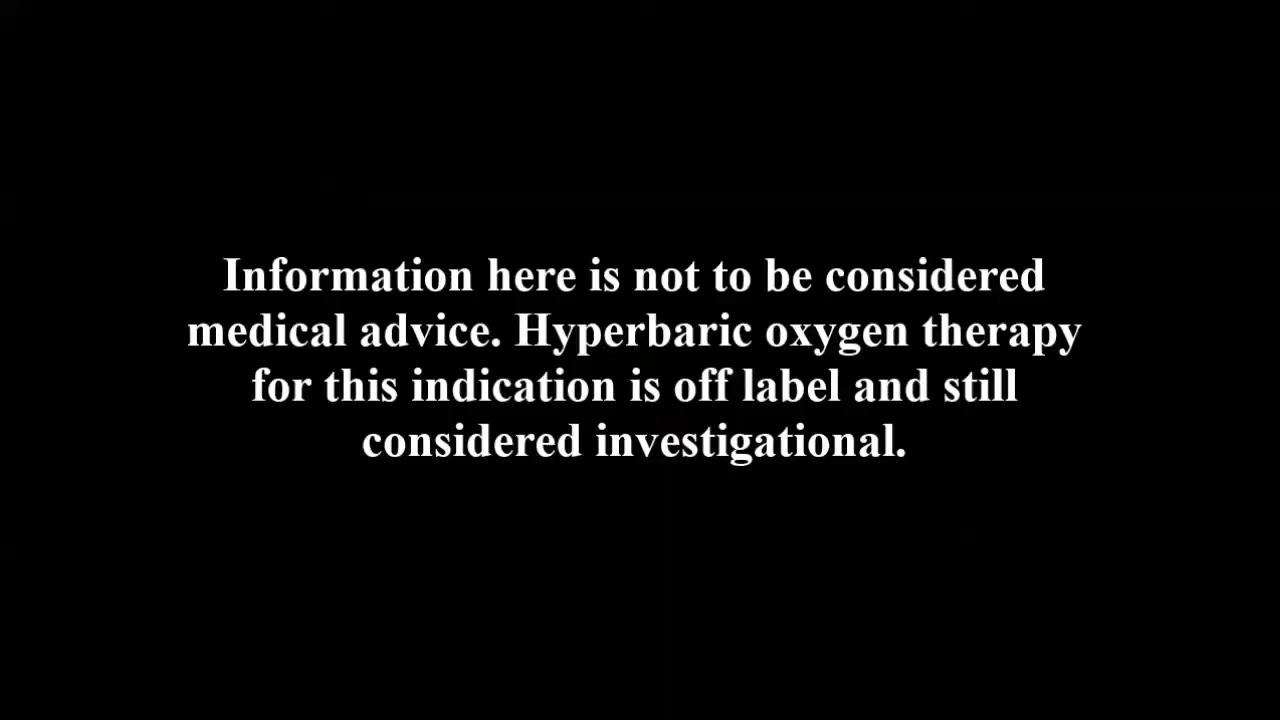 Information here is not to be considered
medical advice. Hyperbaric oxygen therapy
for this indication is off label and still
considered investigational.